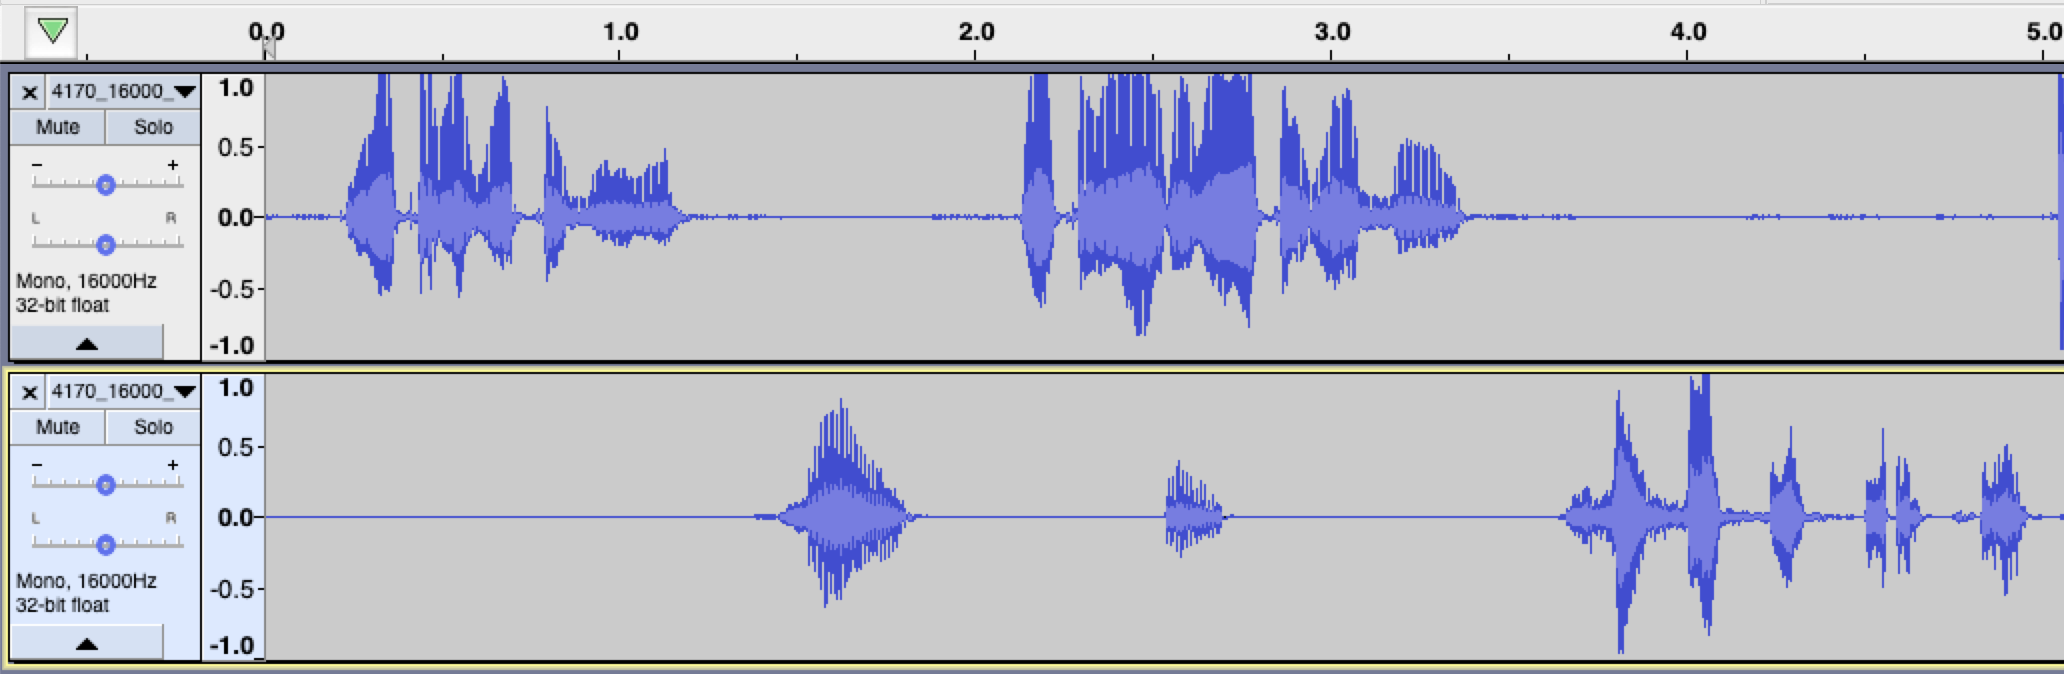 0.0 1.0 2.0 3.0 4.0 5.0
× 4170_16000_
Mute Solo
- +
L R
Mono, 16000Hz
32-bit float
1.0
0.5
0.0
-0.5
-1.0
× 4170_16000_
Mute Solo
- +
L R
Mono, 16000Hz
32-bit float
1.0
0.5
0.0
-0.5
-1.0